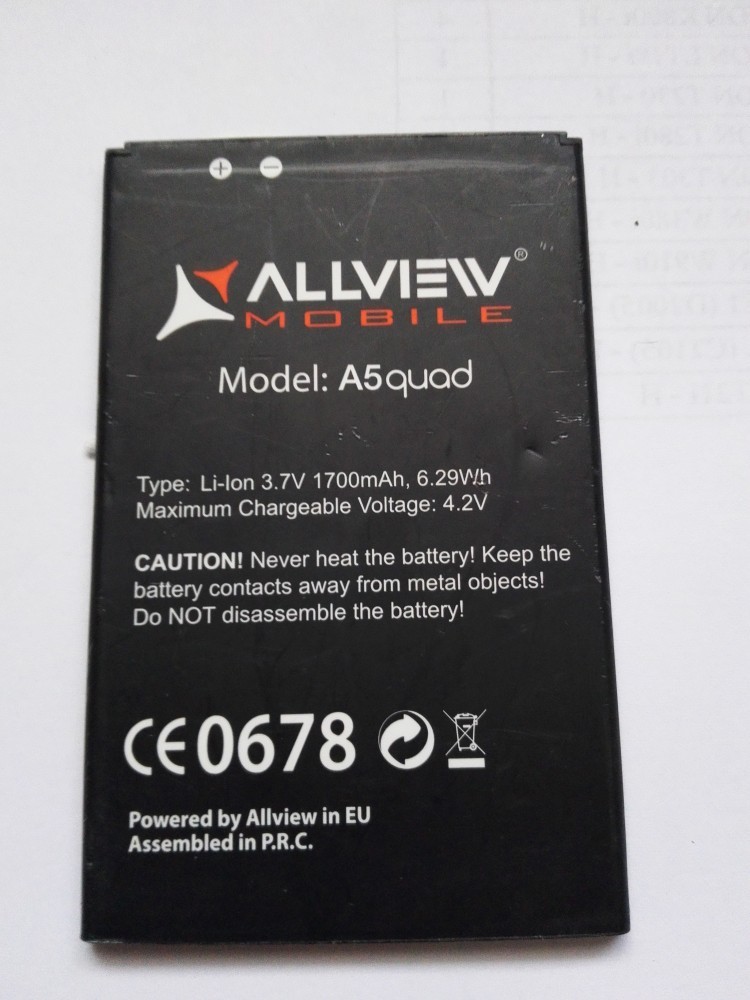 + -
ALLVIEW®
MOBILE
Model: A5quad
Type: Li-Ion 3.7V 1700mAh, 6.29Wh
Maximum Chargeable Voltage: 4.2V
CAUTION! Never heat the battery! Keep the
battery contacts away from metal objects!
Do NOT disassemble the battery!
CE0678
Powered by Allview in EU
Assembled in P.R.C.